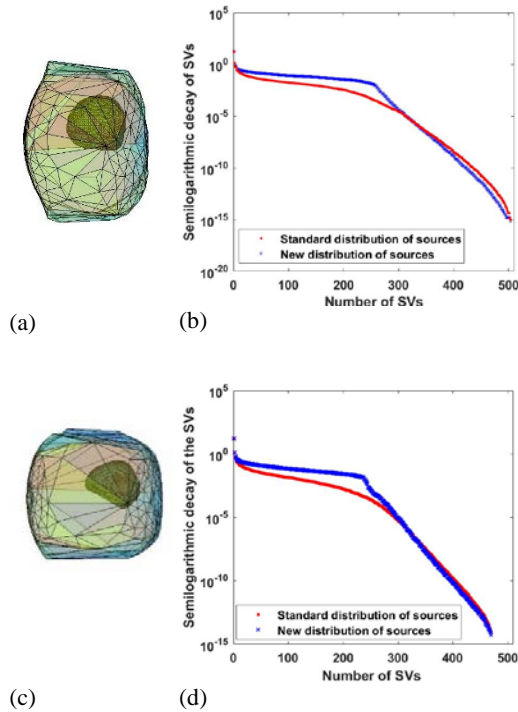 10^5
10^0
10^-5
10^-10
10^-15
10^-20
Semilogarithmic decay of SVs
Standard distribution of sources
New distribution of sources
0 100 200 300 400 500
Number of SVs
(a) (b)
10^5
10^0
10^-5
10^-10
10^-15
Semilogarithmic decay of the SVs
Standard distribution of sources
New distribution of sources
0 100 200 300 400 500
Number of SVs
(c) (d)